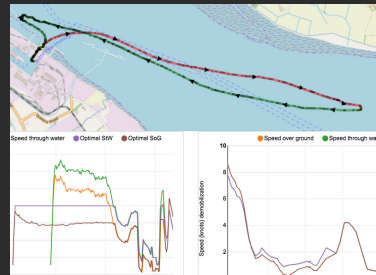 Speed through water Optimal StW Optimal SoG
Speed over ground Speed through wa
Speed (knots) demobilization
10
8
6
4
2